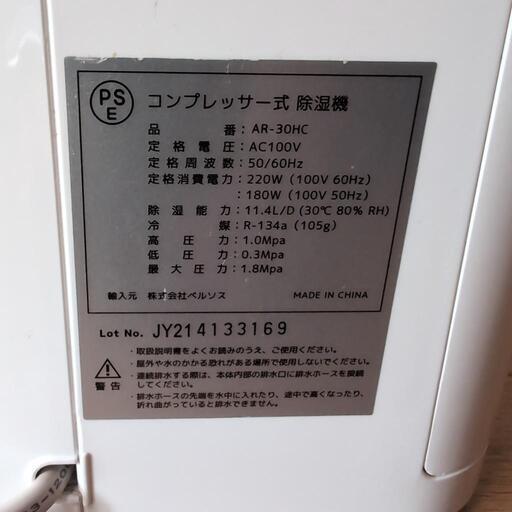 PS
E
コンプレッサー式 除湿機
品番: AR-30HC
定格電圧: AC100V
定格周波数: 50/60Hz
定格消費電力: 220W (100V 60Hz)
: 180W (100V 50Hz)
除湿能力: 11.4L/D (30℃ 80% RH)
冷媒: R-134a (105g)
高圧力: 1.0Mpa
低圧力: 0.3Mpa
最大圧力: 1.8Mpa
輸入元 株式会社ベルソス MADE IN CHINA
Lot No. JY214133169
警告
・取扱説明書をよくお読みのうえ、ご使用ください。
・屋外や水のかかる恐れがある場所で使用しないでください。
・連続排水する際は、本体内部の排水口に排水ホースを接続
してください。
・排水ホースの先端を水中に入れたり、途中で高くなったり、
折れ曲がっていると排水できません。